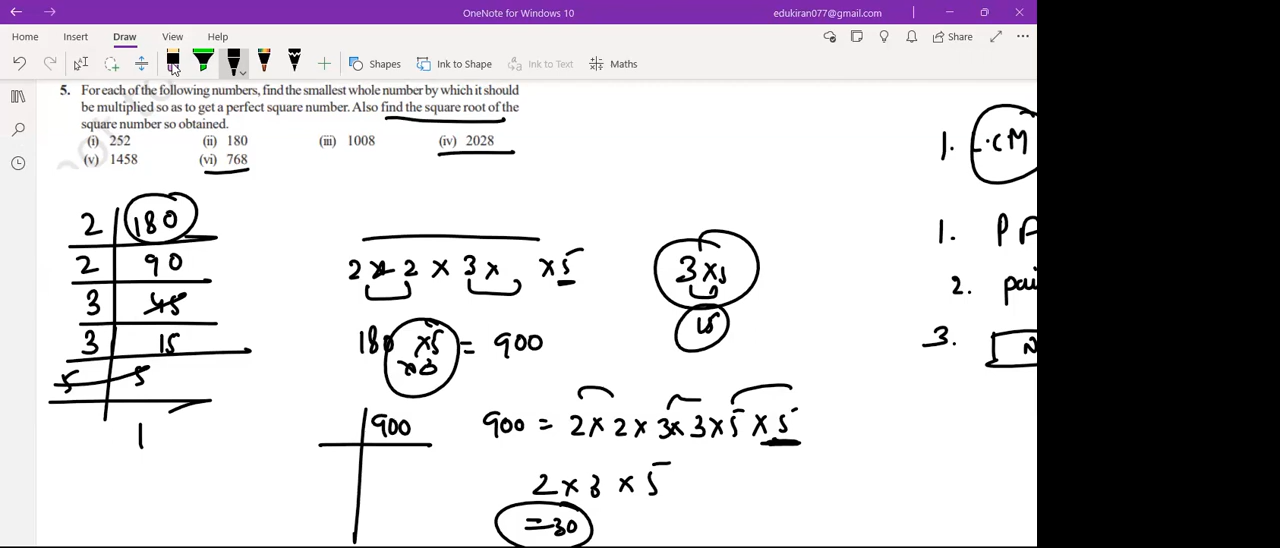 OneNote for Windows 10
edukiran077@gmail.com
Home Insert Draw View Help
Share
Shapes Ink to Shape Ink to Text Maths
5. For each of the following numbers, find the smallest whole number by which it should
be multiplied so as to get a perfect square number. Also find the square root of the
square number so obtained.
(i) 252 (ii) 180 (iii) 1008 (iv) 2028
(v) 1458 (vi) 768
1. CM
2 180
2 90
3 45
3 15
5 5
1
2 × 2 × 3 × × 5
3 × 5
15
180 × 5 = 900
900
900 = 2 × 2 × 3 × 3 × 5 × 5
2 × 3 × 5
= 30
1. P
2. pai
3. N